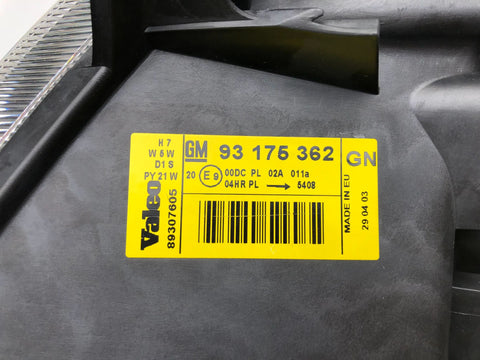 H 7
W 5 W
D1 S
PY 21 W
GM 93 175 362 GN
20 E 9 00DC PL 02A 011a
04HR PL → 5408
Valeo
89307605
MADE IN EU
29 04 03